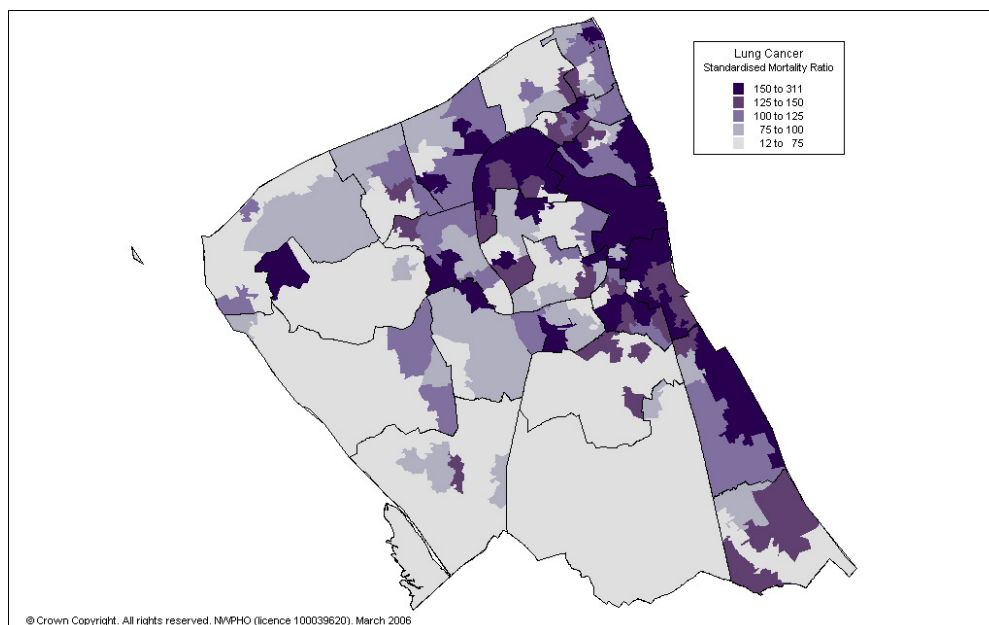 Lung Cancer
Standardised Mortality Ratio
150 to 311
125 to 150
100 to 125
75 to 100
12 to 75
© Crown Copyright. All rights reserved. NWPHO (licence 100039620). March 2006